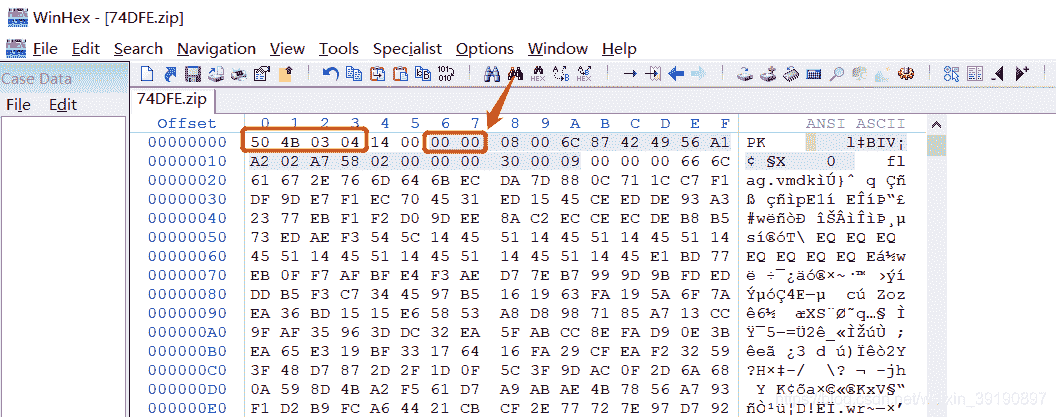 WinHex - [74DFE.zip]
File Edit Search Navigation View Tools Specialist Options Window Help
Case Data
File Edit
74DFE.zip
Offset 0 1 2 3 4 5 6 7 8 9 A B C D E F ANSI ASCII
00000000 50 4B 03 04 14 00 00 00 08 00 6C 87 42 49 56 A1 PK l‡BIV¡
00000010 A2 02 A7 58 02 00 00 00 30 00 09 00 00 00 66 6C ¢ §X 0 fl
00000020 61 67 2E 76 6D 64 6B EC DA 7D 88 0C 71 1C C7 F1 ag.vmdkìÚ}ˆ q Çñ
00000030 DF 9D E7 F1 EC 70 45 31 ED 15 45 CE ED DE 93 A3 ß çñìpE1í EÎíÞ“£
00000040 23 77 EB F1 F2 D0 9D EE 8A C2 EC CE EC DE B8 B5 #wëñòÐ îŠÂìÎìÞ¸µ
00000050 73 ED AE F3 54 5C 14 45 51 14 45 51 14 45 51 14 sí®óT\ EQ EQ EQ
00000060 45 51 14 45 51 14 45 51 14 45 51 14 45 E1 BD 77 EQ EQ EQ EQ Eá½w
00000070 EB 0F F7 AF BF E4 F3 AE D7 7E B7 99 9D 9B FD ED ë ÷¯¿äó®×~·™ ›ýí
00000080 DD B5 F3 C7 34 45 97 B5 16 19 63 FA 19 5A 6F 7A ÝµóÇ4E—µ cú Zoz
00000090 EA 36 BD 15 15 E6 58 53 A8 D8 98 71 85 A7 13 CC ê6½ æXS¨Ø˜q…§ Ì
000000A0 9F AF 35 96 3D DC 32 EA 5F AB CC 8E FA D9 0E 3B Ÿ¯5–=Ü2ê_«ÌŽúÙ ;
000000B0 EA 65 E3 19 BF 33 17 64 16 FA 29 CF EA F2 32 59 êeã ¿3 d ú)Ïêò2Y
000000C0 3F 48 D7 87 2D 2F 1D 0F 5C 3F 9D AC 0F 2D 6A 68 ?H×‡-/ \? ¬ -jh
000000D0 0A 59 8D 4B A2 F5 61 D7 A9 AB AE 4B 78 56 A7 93 Y K¢õa×©«®KxV§“
000000E0 F1 D2 B9 FC A6 44 21 CB CF 2E 77 72 7E 97 D7 92 ñÒ¹ü¦D!ËÏ.wr~—×’